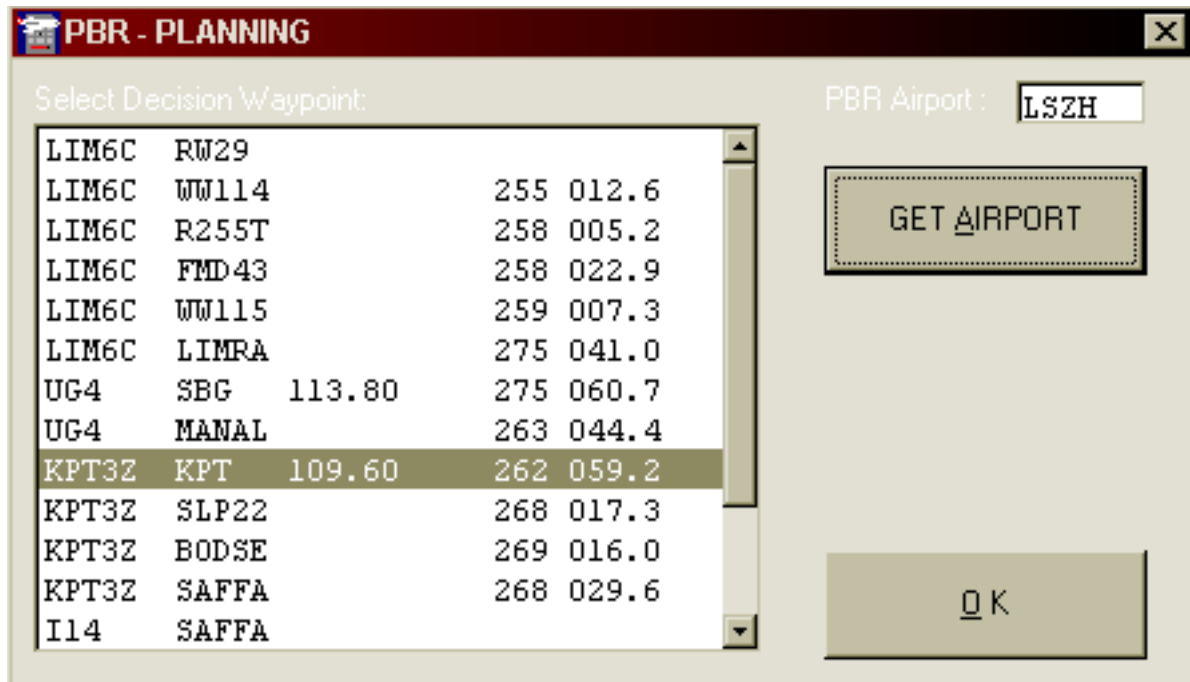 PBR - PLANNING
Select Decision Waypoint:
PBR Airport : LSZH
LIM6C RW29
LIM6C WW114 255 012.6
LIM6C R255T 258 005.2
LIM6C FMD43 258 022.9
LIM6C WW115 259 007.3
LIM6C LIMRA 275 041.0
UG4 SBG 113.80 275 060.7
UG4 MANAL 263 044.4
KPT3Z KPT 109.60 262 059.2
KPT3Z SLP22 268 017.3
KPT3Z BODSE 269 016.0
KPT3Z SAFFA 268 029.6
I14 SAFFA
GET AIRPORT
O K